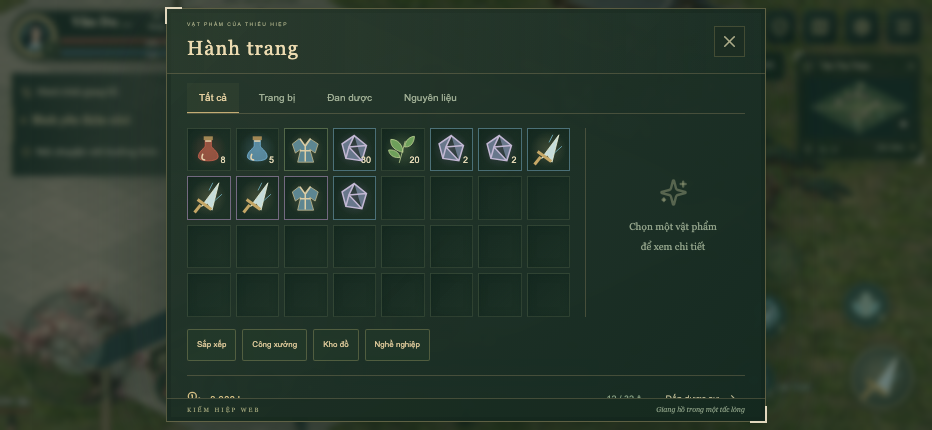 VẬT PHẨM CỦA THIẾU HIỆP
Hành trang
Tất cả
Trang bị
Đan dược
Nguyên liệu
8
5
30
20
2
2
Chọn một vật phẩm
để xem chi tiết
Sắp xếp
Công xưởng
Kho đồ
Nghề nghiệp
KIẾM HIỆP WEB
Giang hồ trong một tấc lòng